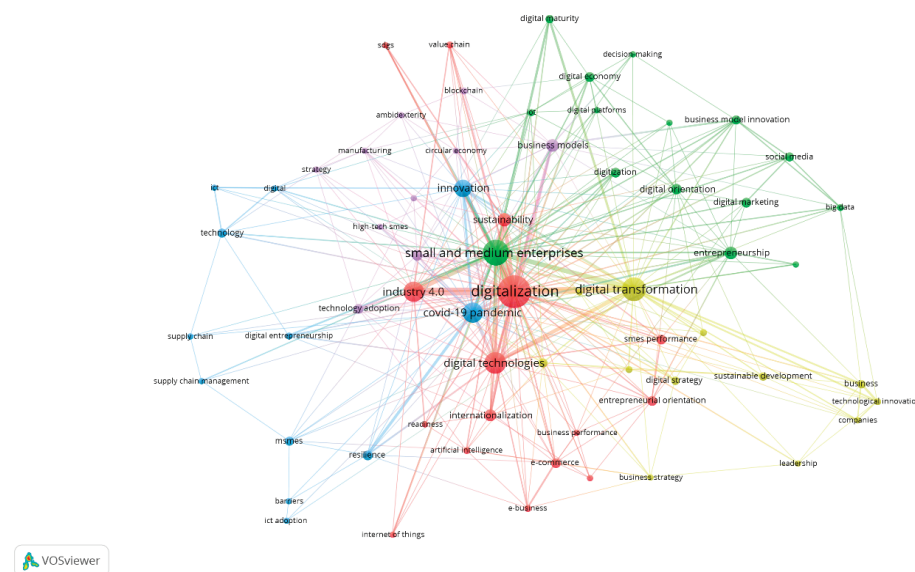 digital maturity
sdgs
value chain
decision-making
digital economy
blockchain
iot
digital platforms
ambidexterity
business model innovation
manufacturing
circular economy
business models
social media
strategy
digitization
ict
digital
innovation
digital orientation
digital marketing
big data
sustainability
high-tech smes
technology
small and medium enterprises
entrepreneurship
industry 4.0
digitalization
digital transformation
technology adoption
covid-19 pandemic
supply chain
digital entrepreneurship
smes performance
digital technologies
supply chain management
digital strategy
sustainable development
business
entrepreneurial orientation
technological innovatio
internationalization
companies
readiness
business performance
msmes
artificial intelligence
resilience
e-commerce
leadership
business strategy
barriers
e-business
ict adoption
internet of things
VOSviewer